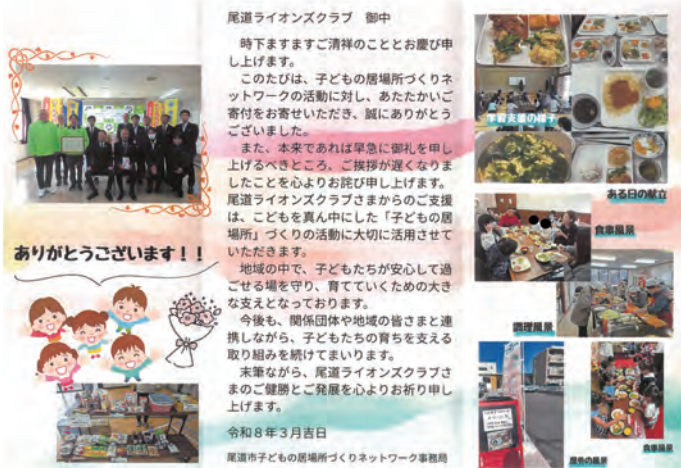 尾道ライオンズクラブ　御中
　時下ますますご清祥のこととお慶び申
し上げます。
　このたびは、子どもの居場所づくりネ
ットワークの活動に対し、あたたかいご
寄付をお寄せいただき、誠にありがとう
ございました。
　また、本来であれば早急に御礼を申し
上げるべきところ、ご挨拶が遅くなりま
したことを心よりお詫び申し上げます。
尾道ライオンズクラブさまからのご支援
は、こどもを真ん中にした「子どもの居
場所」づくりの活動に大切に活用させて
いただきます。
　地域の中で、子どもたちが安心して過
ごせる場を守り、育てていくための大き
な支えとなっております。
　今後も、関係団体や地域の皆さまと連
携しながら、子どもたちの育ちを支える
取り組みを続けてまいります。
　末筆ながら、尾道ライオンズクラブさ
まのご健勝とご発展を心よりお祈り申し
上げます。
令和８年３月吉日
尾道市子どもの居場所づくりネットワーク事務局
ありがとうございます！！
学習支援の様子
ある日の献立
食事風景
調理風景
屋外の風景
食事風景